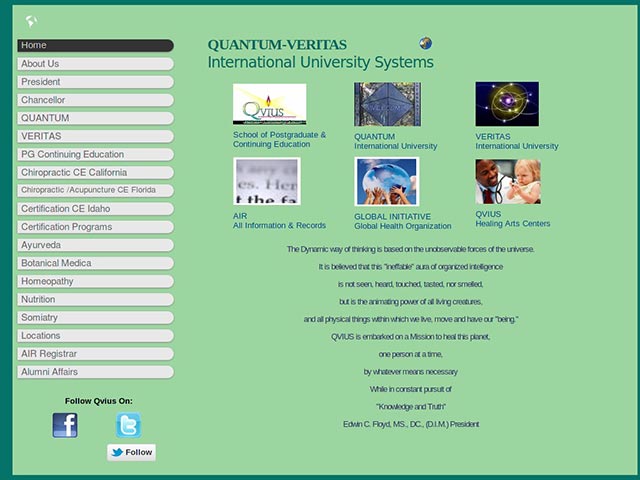 Home
About Us
President
Chancellor
QUANTUM
VERITAS
PG Continuing Education
Chiropractic CE California
Chiropractic /Acupuncture CE Florida
Certification CE Idaho
Certification Programs
Ayurveda
Botanical Medica
Homeopathy
Nutrition
Somiatry
Locations
AIR Registrar
Alumni Affairs
Follow Qvius On:
Follow
QUANTUM-VERITAS
International University Systems
QVIUS
School of Postgraduate &
Continuing Education
QUANTUM
International University
VERITAS
International University
any c
es. Her
t the fa
AIR
All Information & Records
GLOBAL INITIATIVE
Global Health Organization
QVIUS
Healing Arts Centers
The Dynamic way of thinking is based on the unobservable forces of the universe.
It is believed that this "ineffable" aura of organized intelligence
is not seen, heard, touched, tasted, nor smelled,
but is the animating power of all living creatures,
and all physical things within which we live, move and have our "being."
QVIUS is embarked on a Mission to heal this planet,
one person at a time,
by whatever means necessary
While in constant pursuit of
"Knowledge and Truth"
Edwin C. Floyd, MS., DC., (D.I.M.) President